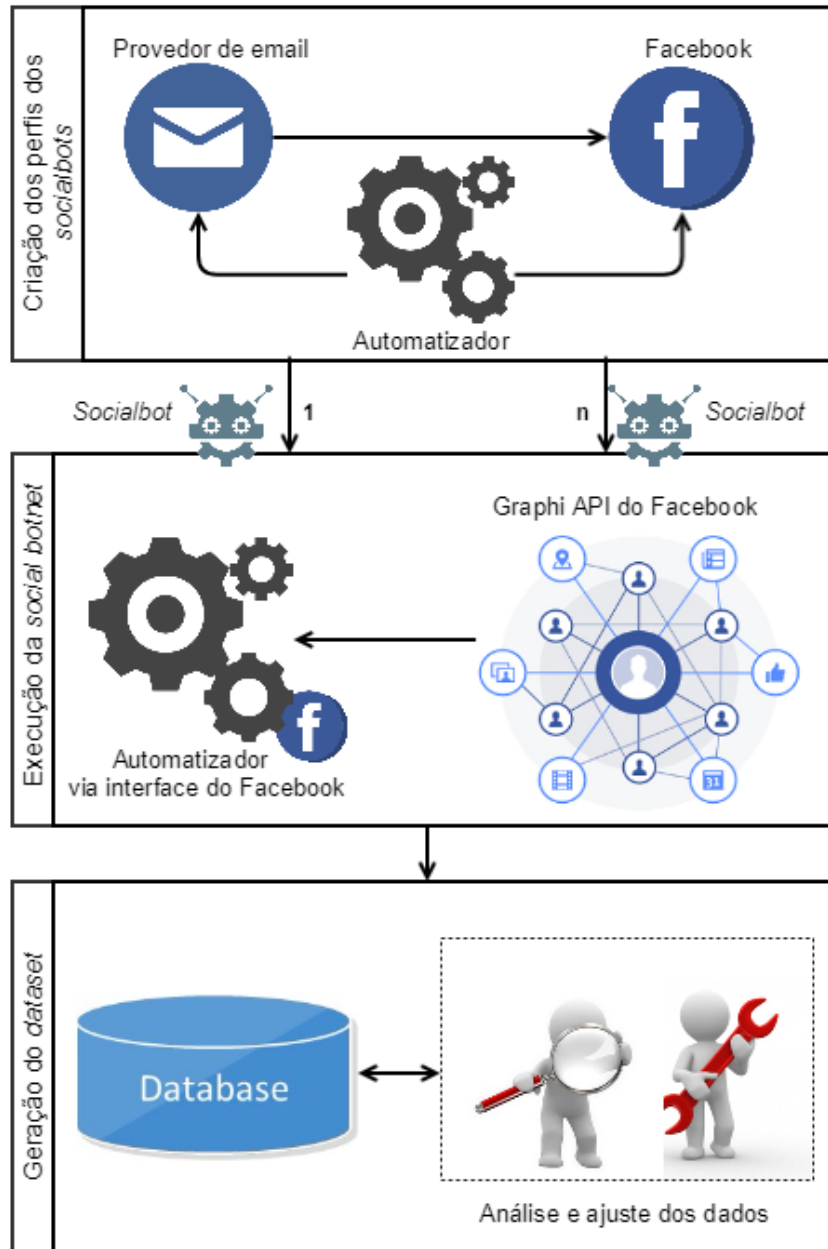 Criação dos perfis dos
socialbots
Provedor de email
Facebook
f
Automatizador
Socialbot
1
n
Socialbot
Execução da social botnet
Graphi API do Facebook
31
f
Automatizador
via interface do Facebook
Geração do dataset
Database
Análise e ajuste dos dados